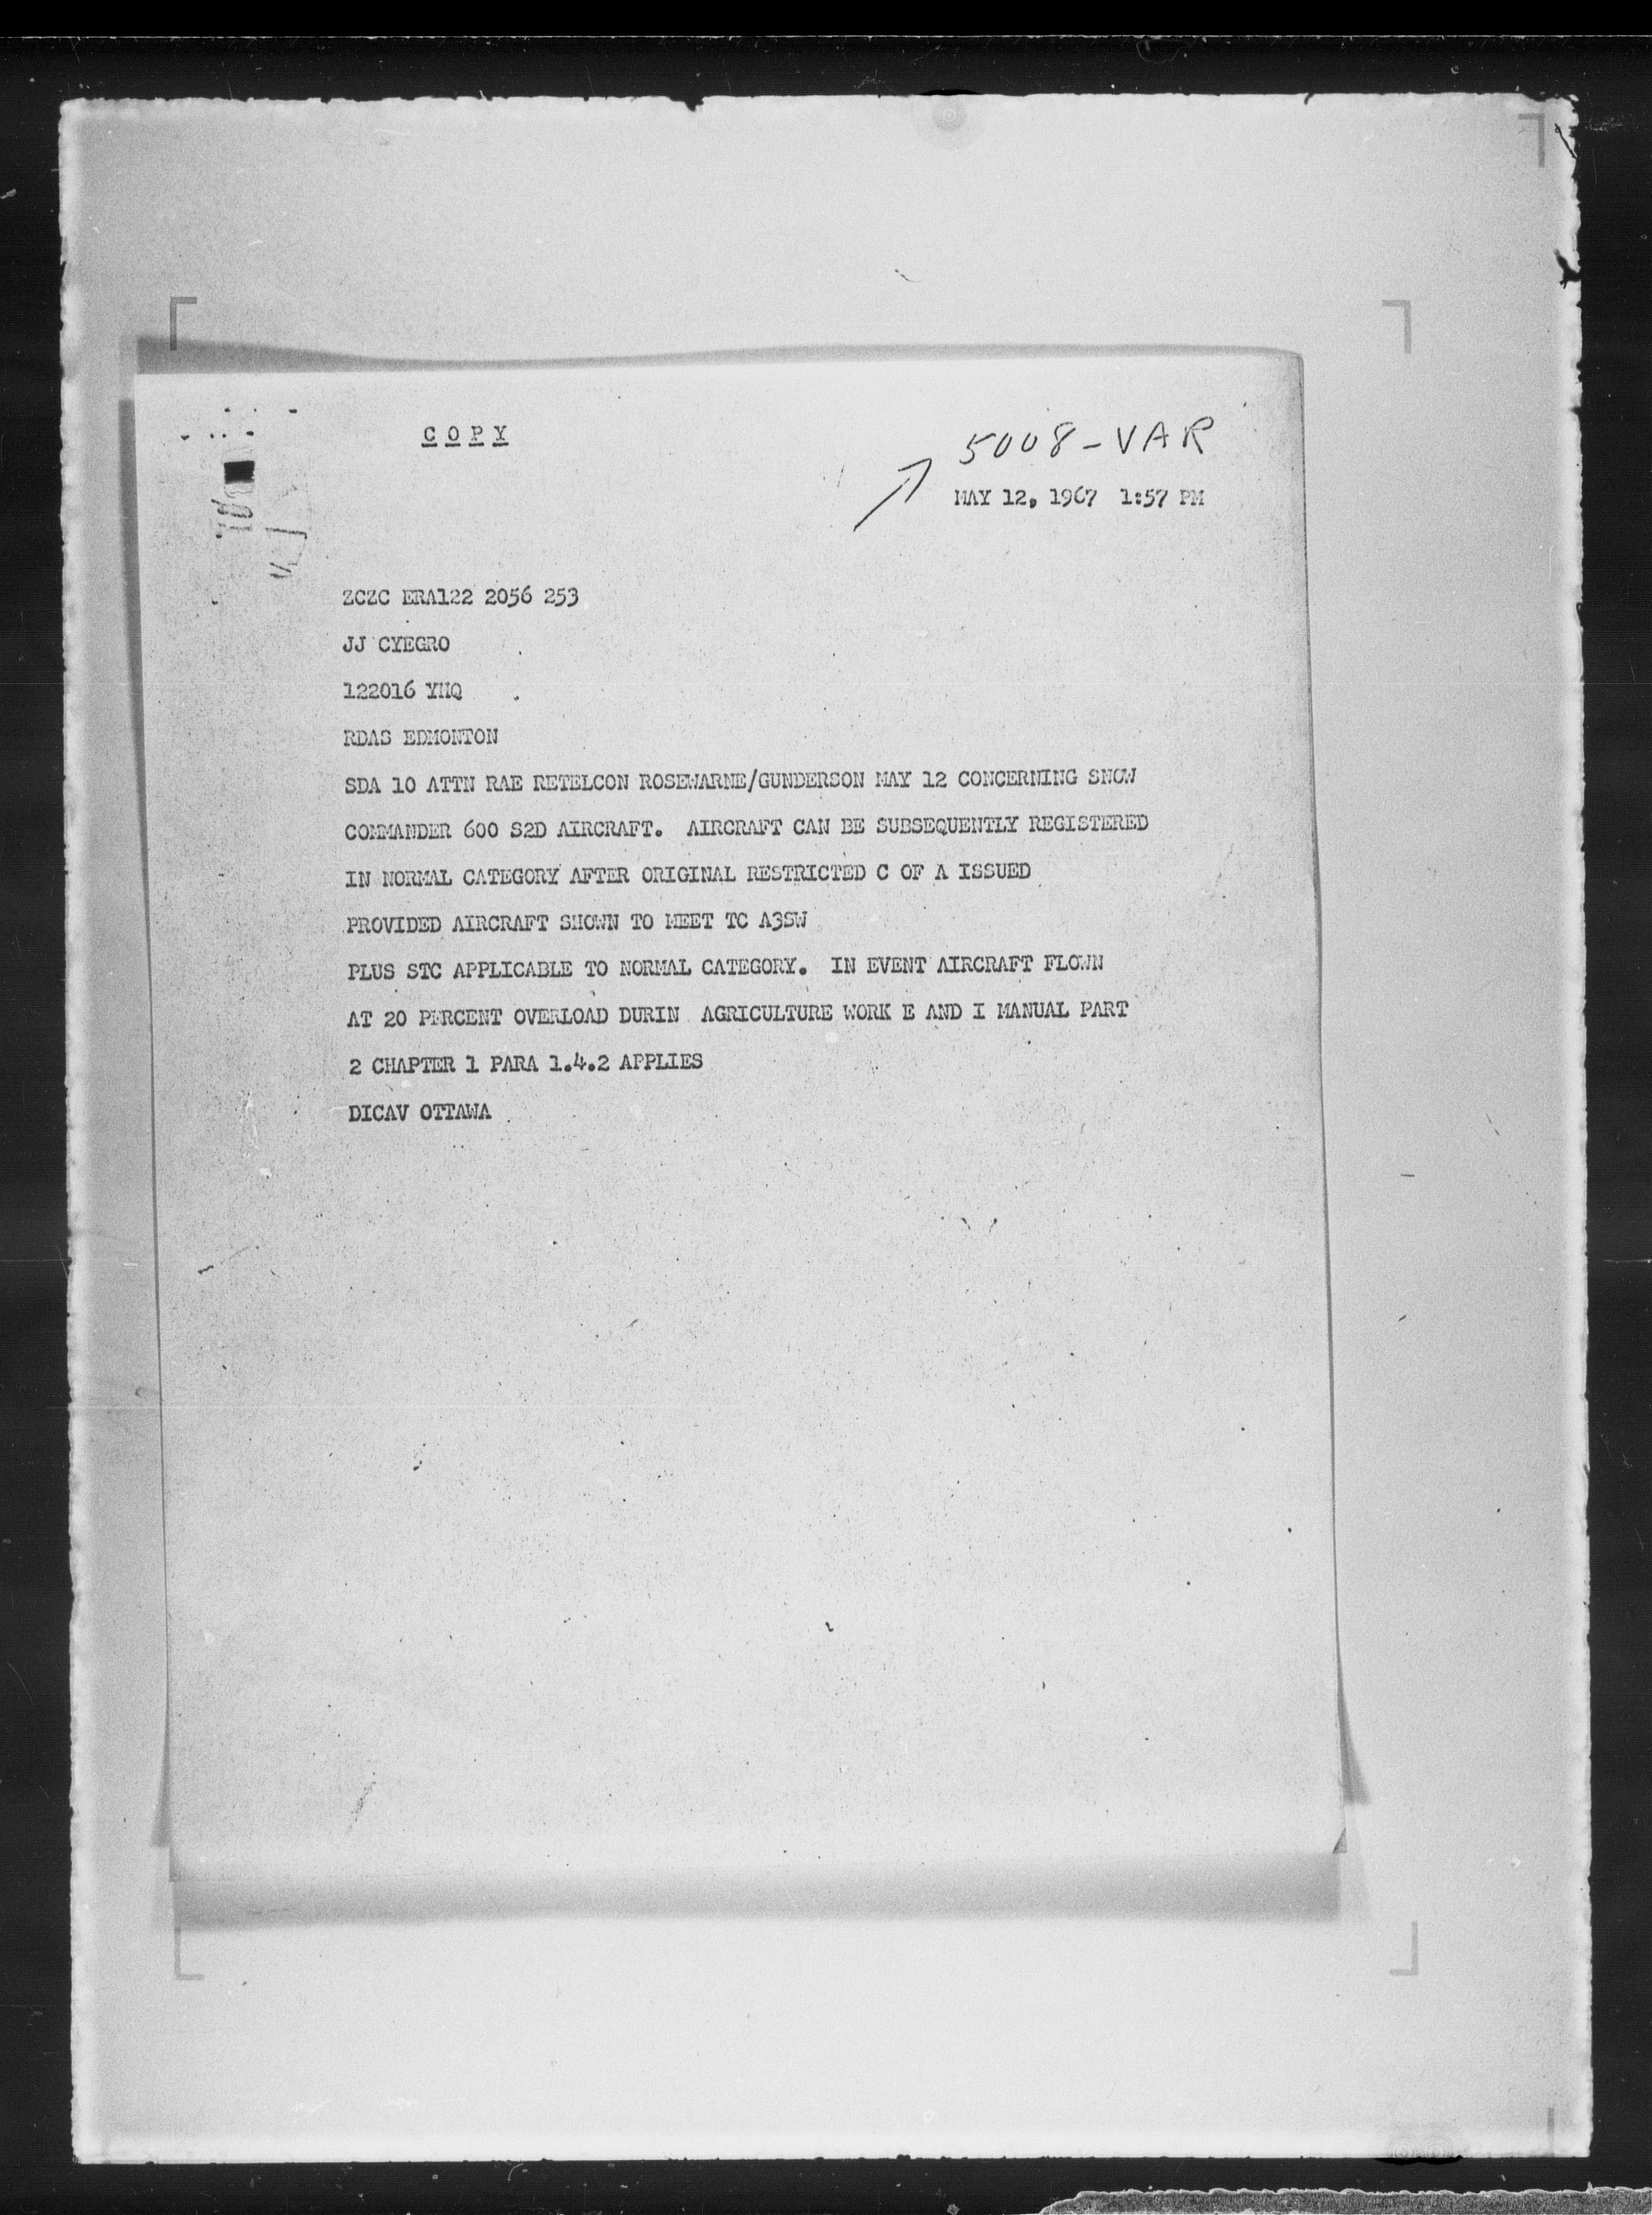 COPY
5008-VAR
MAY 12, 1967 1:57 PM
ZCZC ERA122 2056 253
JJ CYEGRO
122016 YHQ
RDAS EDMONTON
SDA 10 ATTN RAE RETELCON ROSEWARNE/GUNDERSON MAY 12 CONCERNING SNOW
COMMANDER 600 S2D AIRCRAFT. AIRCRAFT CAN BE SUBSEQUENTLY REGISTERED
IN NORMAL CATEGORY AFTER ORIGINAL RESTRICTED C OF A ISSUED
PROVIDED AIRCRAFT SHOWN TO MEET TC A3SW
PLUS STC APPLICABLE TO NORMAL CATEGORY. IN EVENT AIRCRAFT FLOWN
AT 20 PERCENT OVERLOAD DURIN AGRICULTURE WORK E AND I MANUAL PART
2 CHAPTER 1 PARA 1.4.2 APPLIES
DICAV OTTAWA